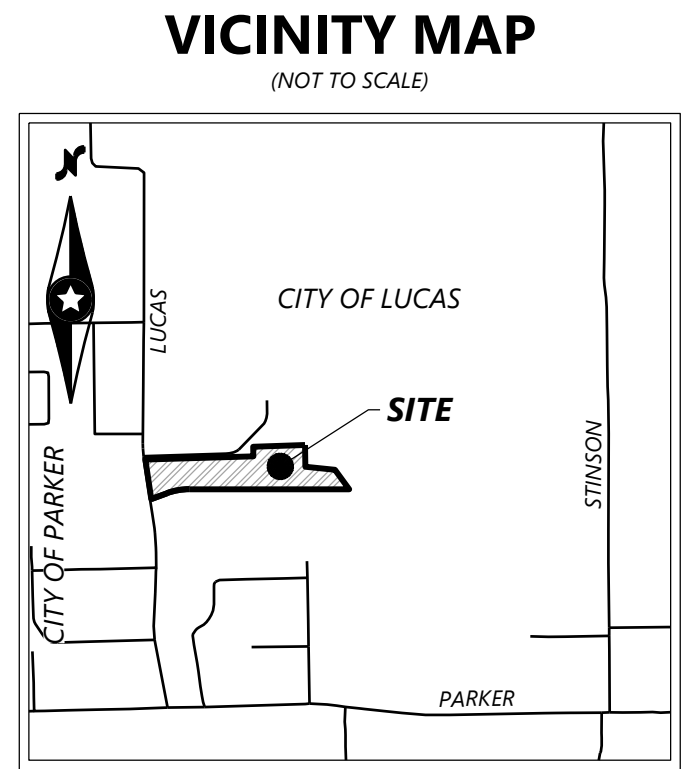 VICINITY MAP
(NOT TO SCALE)
N
LUCAS
CITY OF LUCAS
SITE
STINSON
CITY OF PARKER
PARKER